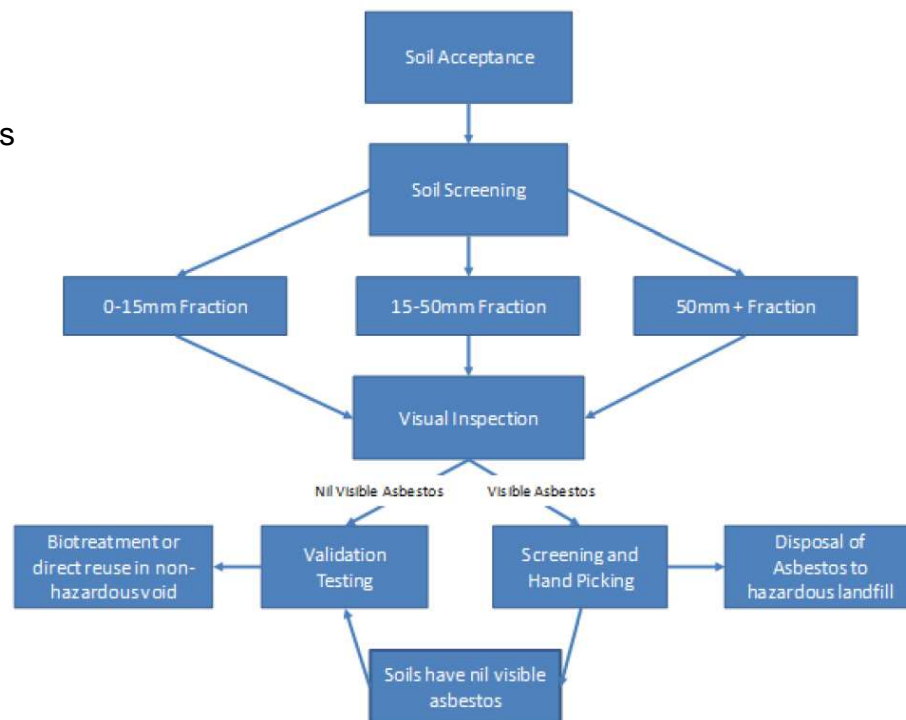 Soil Acceptance
s
Soil Screening
0-15mm Fraction
15-50mm Fraction
50mm + Fraction
Visual Inspection
Nil Visible Asbestos
Visible Asbestos
Biotreatment or
direct reuse in non-
hazardous void
Validation
Testing
Screening and
Hand Picking
Disposal of
Asbestos to
hazardous landfill
Soils have nil visible
asbestos